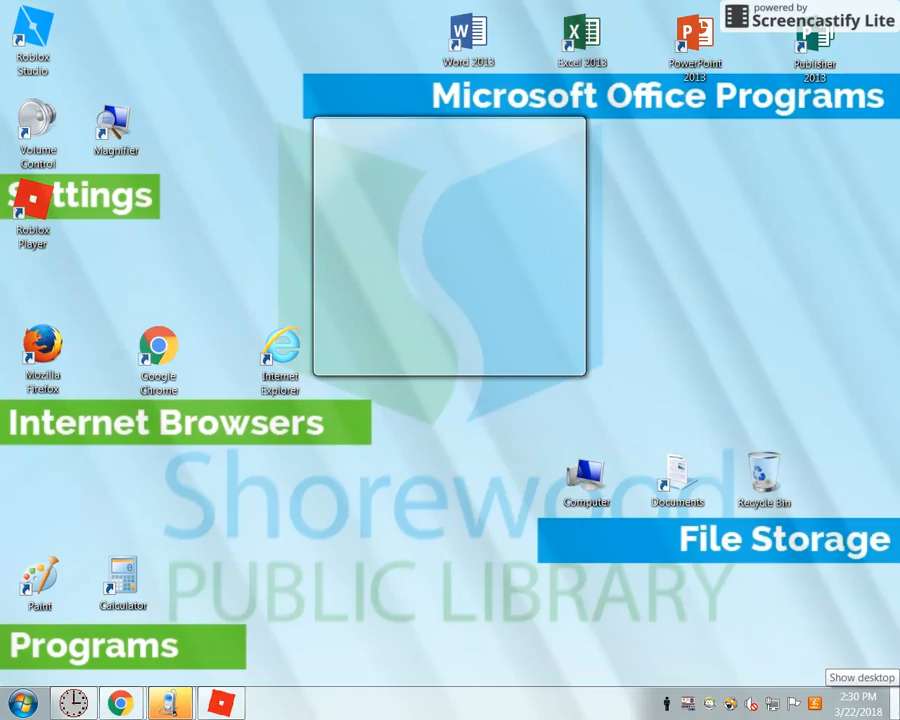 powered by
Screencastify Lite
Roblox
Studio
Word 2013
Excel 2013
PowerPoint
2013
Publisher
2013
Microsoft Office Programs
Volume
Control
Magnifier
ttings
Roblox
Player
Mozilla
Firefox
Google
Chrome
Internet
Explorer
Internet Browsers
Shorewood
PUBLIC LIBRARY
Computer
Documents
Recycle Bin
File Storage
Paint
Calculator
Programs
Show desktop
2:30 PM
3/22/2018